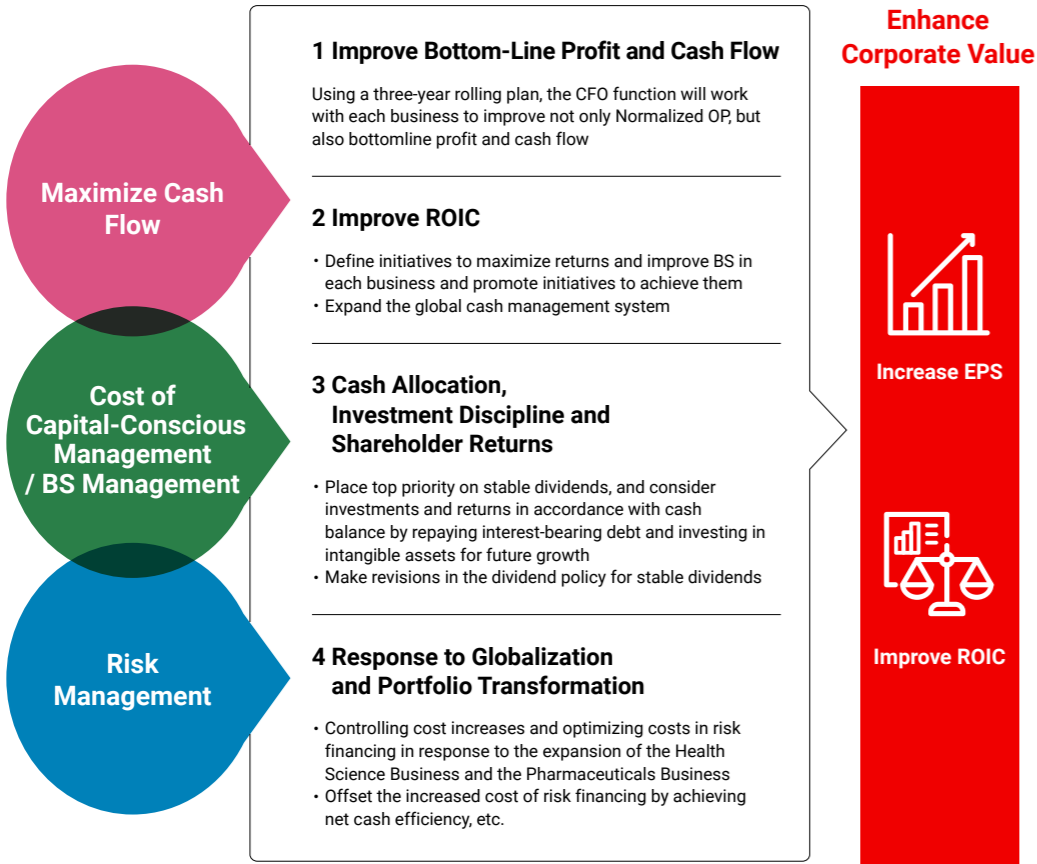 Maximize Cash
Flow
Cost of
Capital-Conscious
Management
/ BS Management
Risk
Management
1 Improve Bottom-Line Profit and Cash Flow
Using a three-year rolling plan, the CFO function will work
with each business to improve not only Normalized OP, but
also bottomline profit and cash flow
2 Improve ROIC
・Define initiatives to maximize returns and improve BS in
each business and promote initiatives to achieve them
・Expand the global cash management system
3 Cash Allocation,
Investment Discipline and
Shareholder Returns
・Place top priority on stable dividends, and consider
investments and returns in accordance with cash
balance by repaying interest-bearing debt and investing in
intangible assets for future growth
・Make revisions in the dividend policy for stable dividends
4 Response to Globalization
and Portfolio Transformation
・Controlling cost increases and optimizing costs in risk
financing in response to the expansion of the Health
Science Business and the Pharmaceuticals Business
・Offset the increased cost of risk financing by achieving
net cash efficiency, etc.
Enhance
Corporate Value
Increase EPS
Improve ROIC